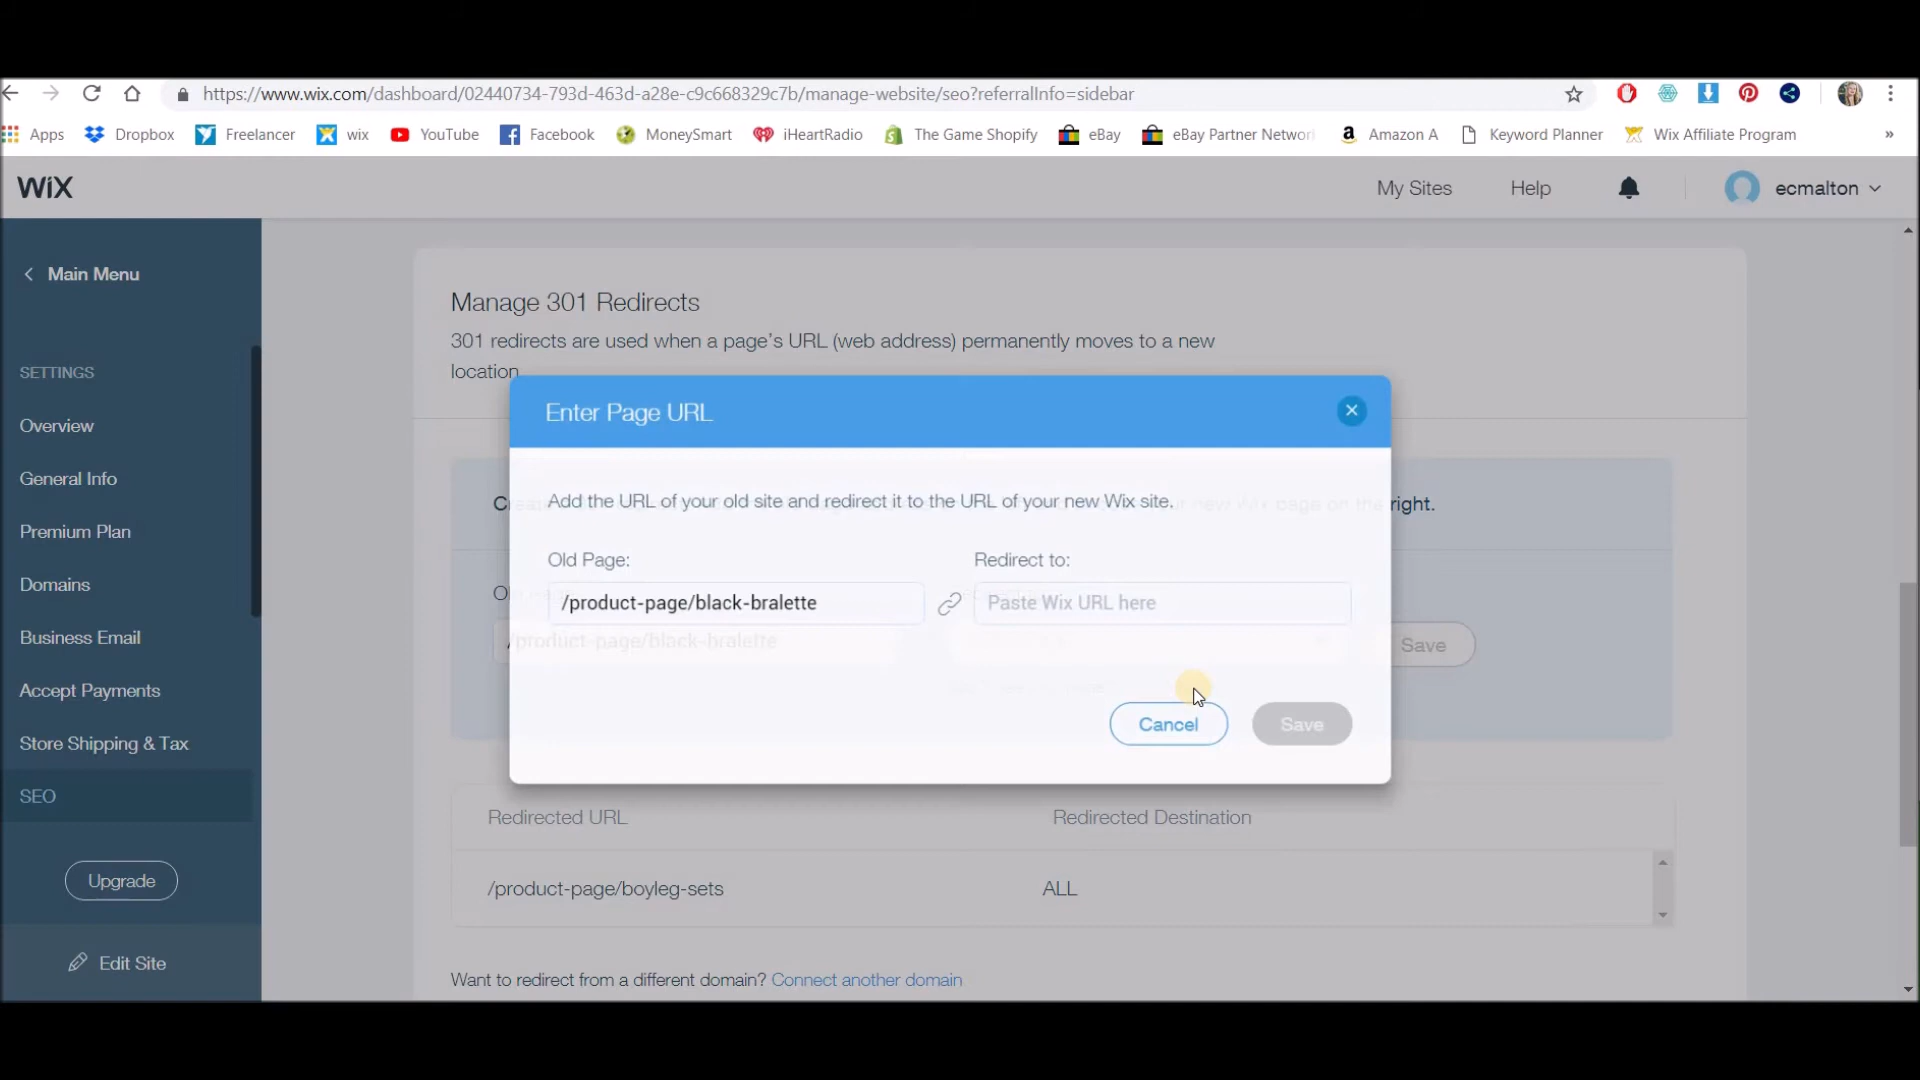 https://www.wix.com/dashboard/02440734-793d-463d-a28e-c9c668329c7b/manage-website/seo?referralInfo=sidebar
Apps Dropbox Freelancer wix YouTube Facebook MoneySmart iHeartRadio The Game Shopify eBay eBay Partner Networ Amazon A Keyword Planner Wix Affiliate Program »
WiX My Sites Help ecmalton
Main Menu
SETTINGS
Overview
General Info
Premium Plan
Domains
Business Email
Accept Payments
Store Shipping & Tax
SEO
Upgrade
Edit Site
Manage 301 Redirects
301 redirects are used when a page's URL (web address) permanently moves to a new
location
Enter Page URL
Add the URL of your old site and redirect it to the URL of your new Wix site.
right.
Old Page: Redirect to:
/product-page/black-bralette Paste Wix URL here
/product-page/black-bralette Save
Cancel Save
Redirected URL Redirected Destination
/product-page/boyleg-sets ALL
Want to redirect from a different domain? Connect another domain